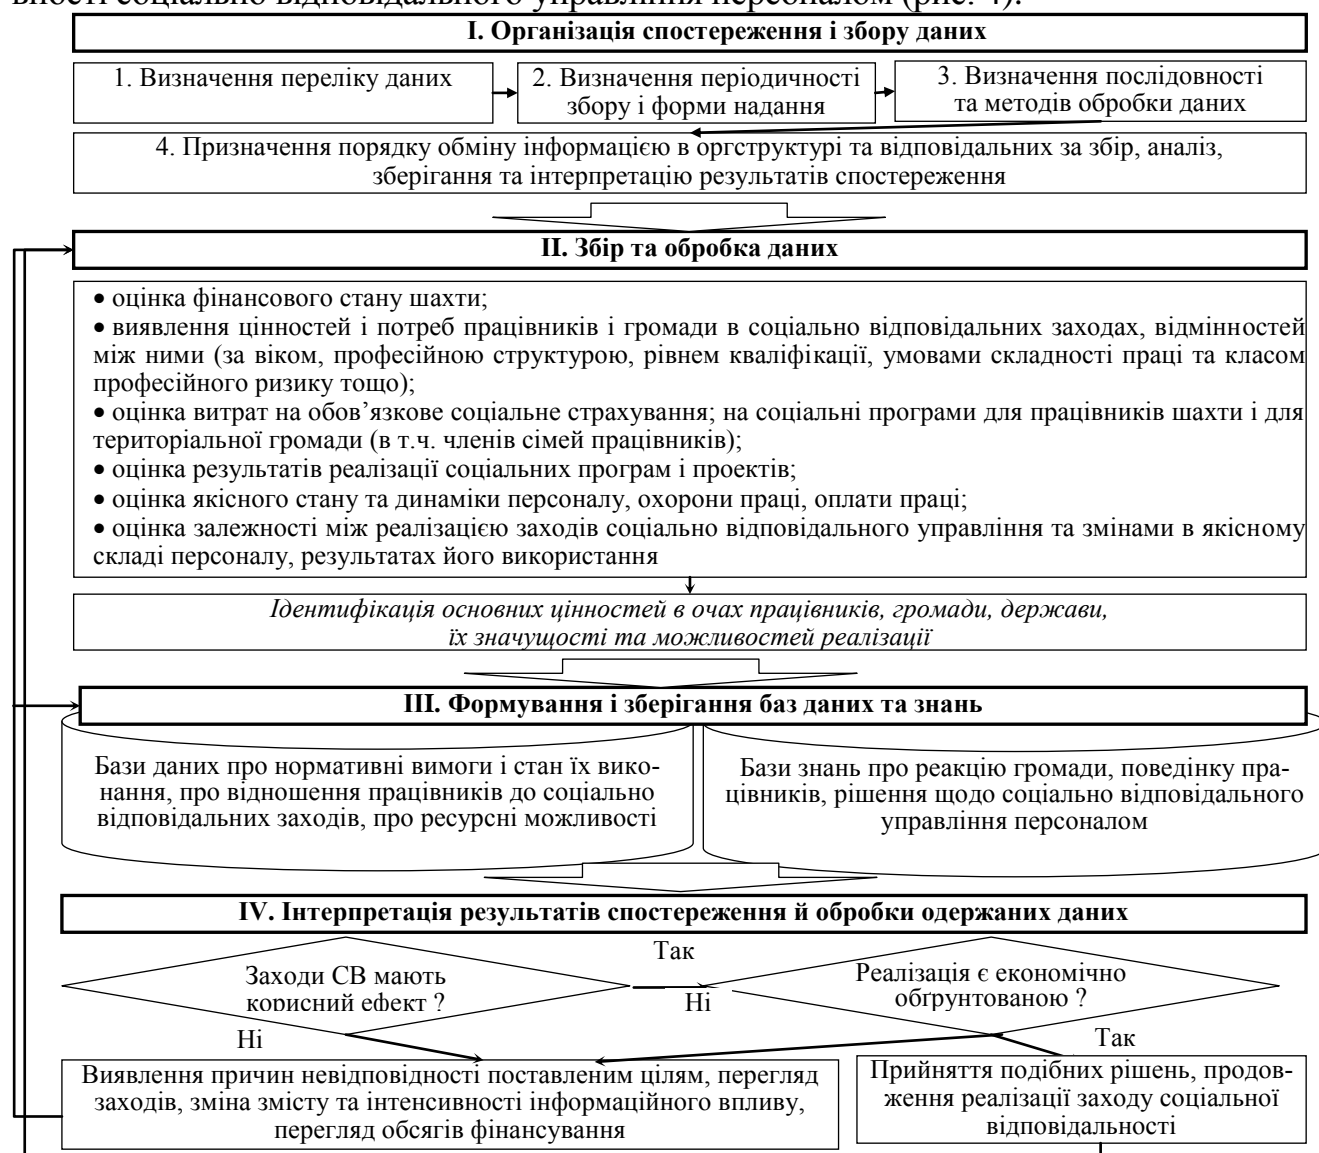 вності соціально відповідального управління персоналом (рис. 4).
I. Організація спостереження і збору даних
1. Визначення переліку даних
2. Визначення періодичності
збору і форми надання
3. Визначення послідовності
та методів обробки даних
4. Призначення порядку обміну інформацією в оргструктурі та відповідальних за збір, аналіз,
зберігання та інтерпретацію результатів спостереження
II. Збір та обробка даних
• оцінка фінансового стану шахти;
• виявлення цінностей і потреб працівників і громади в соціально відповідальних заходах, відмінностей
між ними (за віком, професійною структурою, рівнем кваліфікації, умовами складності праці та класом
професійного ризику тощо);
• оцінка витрат на обов’язкове соціальне страхування; на соціальні програми для працівників шахти і для
територіальної громади (в т.ч. членів сімей працівників);
• оцінка результатів реалізації соціальних програм і проектів;
• оцінка якісного стану та динаміки персоналу, охорони праці, оплати праці;
• оцінка залежності між реалізацією заходів соціально відповідального управління та змінами в якісному
складі персоналу, результатах його використання
Ідентифікація основних цінностей в очах працівників, громади, держави,
їх значущості та можливостей реалізації
III. Формування і зберігання баз даних та знань
Бази даних про нормативні вимоги і стан їх вико-
нання, про відношення працівників до соціально
відповідальних заходів, про ресурсні можливості
Бази знань про реакцію громади, поведінку пра-
цівників, рішення щодо соціально відповідального
управління персоналом
IV. Інтерпретація результатів спостереження й обробки одержаних даних
Заходи СВ мають
корисний ефект ?
Так
Ні
Реалізація є економічно
обґрунтованою ?
Ні
Так
Виявлення причин невідповідності поставленим цілям, перегляд
заходів, зміна змісту та інтенсивності інформаційного впливу,
перегляд обсягів фінансування
Прийняття подібних рішень, продов-
ження реалізації заходу соціальної
відповідальності